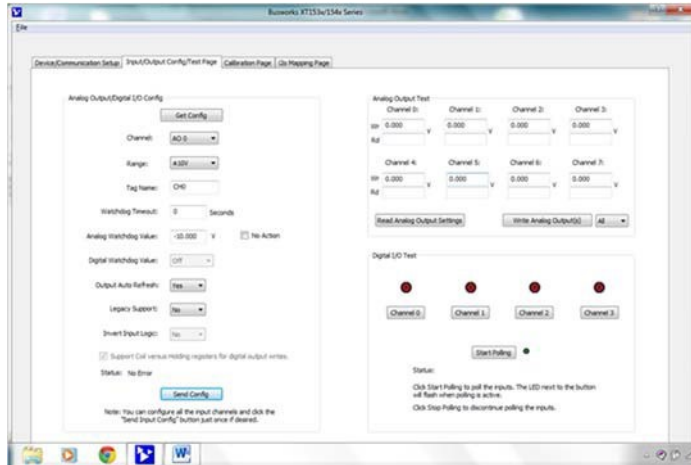 Busworks XT153x/154x Series
File
Device/Communication Setup Input/Output Config/Test Page Calibration Page i2o Mapping Page
Analog Output/Digital I/O Config
Get Config
Channel: AO 0
Range: ±10V
Tag Name: CH0
Watchdog Timeout: 0 Seconds
Analog Watchdog Value: -10.000 V No Action
Digital Watchdog Value: Off
Output Auto Refresh: Yes
Legacy Support: No
Invert Input Logic: No
Support Coil versus Holding registers for digital output writes.
Status: No Error
Send Config
Note: You can configure all the input channels and click the
"Send Input Config" button just once if desired.
Analog Output Test
Channel 0: Channel 1: Channel 2: Channel 3:
Wr 0.000 V 0.000 V 0.000 V 0.000 V
Rd
Channel 4: Channel 5: Channel 6: Channel 7:
Wr 0.000 V 0.000 V 0.000 V 0.000 V
Rd
Read Analog Output Settings Write Analog Output(s) All
Digital I/O Test
Channel 0 Channel 1 Channel 2 Channel 3
Start Polling
Status:
Click Start Polling to poll the inputs. The LED next to the button
will flash when polling is active.
Click Stop Polling to discontinue polling the inputs.